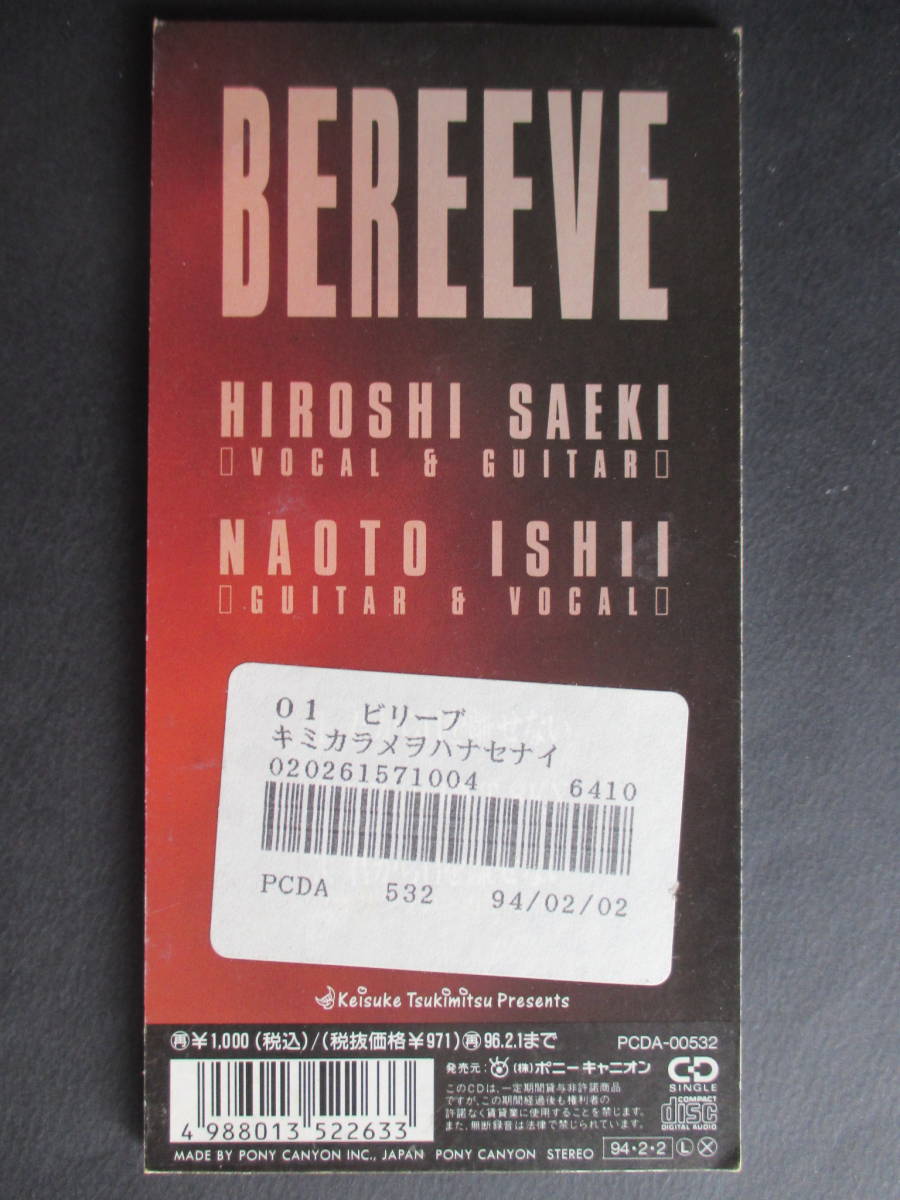 BEREEVE
HIROSHI SAEKI
[VOCAL & GUITAR]
NAOTO ISHII
[GUITAR & VOCAL]
01 ビリーブ
キミカラメヲハナセナイ
020261571004 6410
PCDA 532 94/02/02
Keisuke Tsukimitsu Presents
再¥1,000(税込)/(税抜価格¥971)再96.2.1まで PCDA-00532
発売元:(株)ポニーキャニオン
CD SINGLE
このCDは、一定期間貸与非許諾商品
ですが、この期間経過後も権利者の
許諾なく賃貸業に使用することを禁じます。
また、無断録音は法律で禁じられています。
COMPACT disc DIGITAL AUDIO
4 988013 522633
MADE BY PONY CANYON INC., JAPAN PONY CANYON STEREO 94・2・2 L X